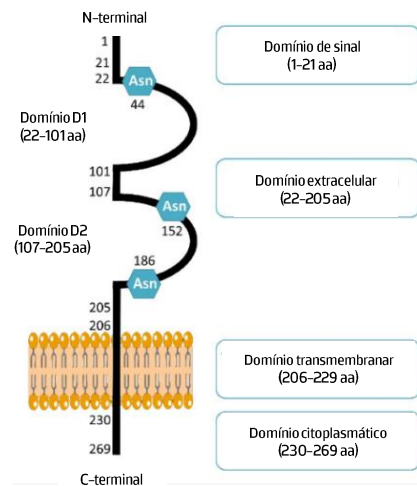 N-terminal
1
21
22
Asn
44
Domínio de sinal
(1–21 aa)
Domínio D1
(22–101 aa)
101
107
Domínio extracelular
(22–205 aa)
Asn
152
Domínio D2
(107–205 aa)
186
Asn
205
206
Domínio transmembranar
(206–229 aa)
230
269
Domínio citoplasmático
(230–269 aa)
C-terminal